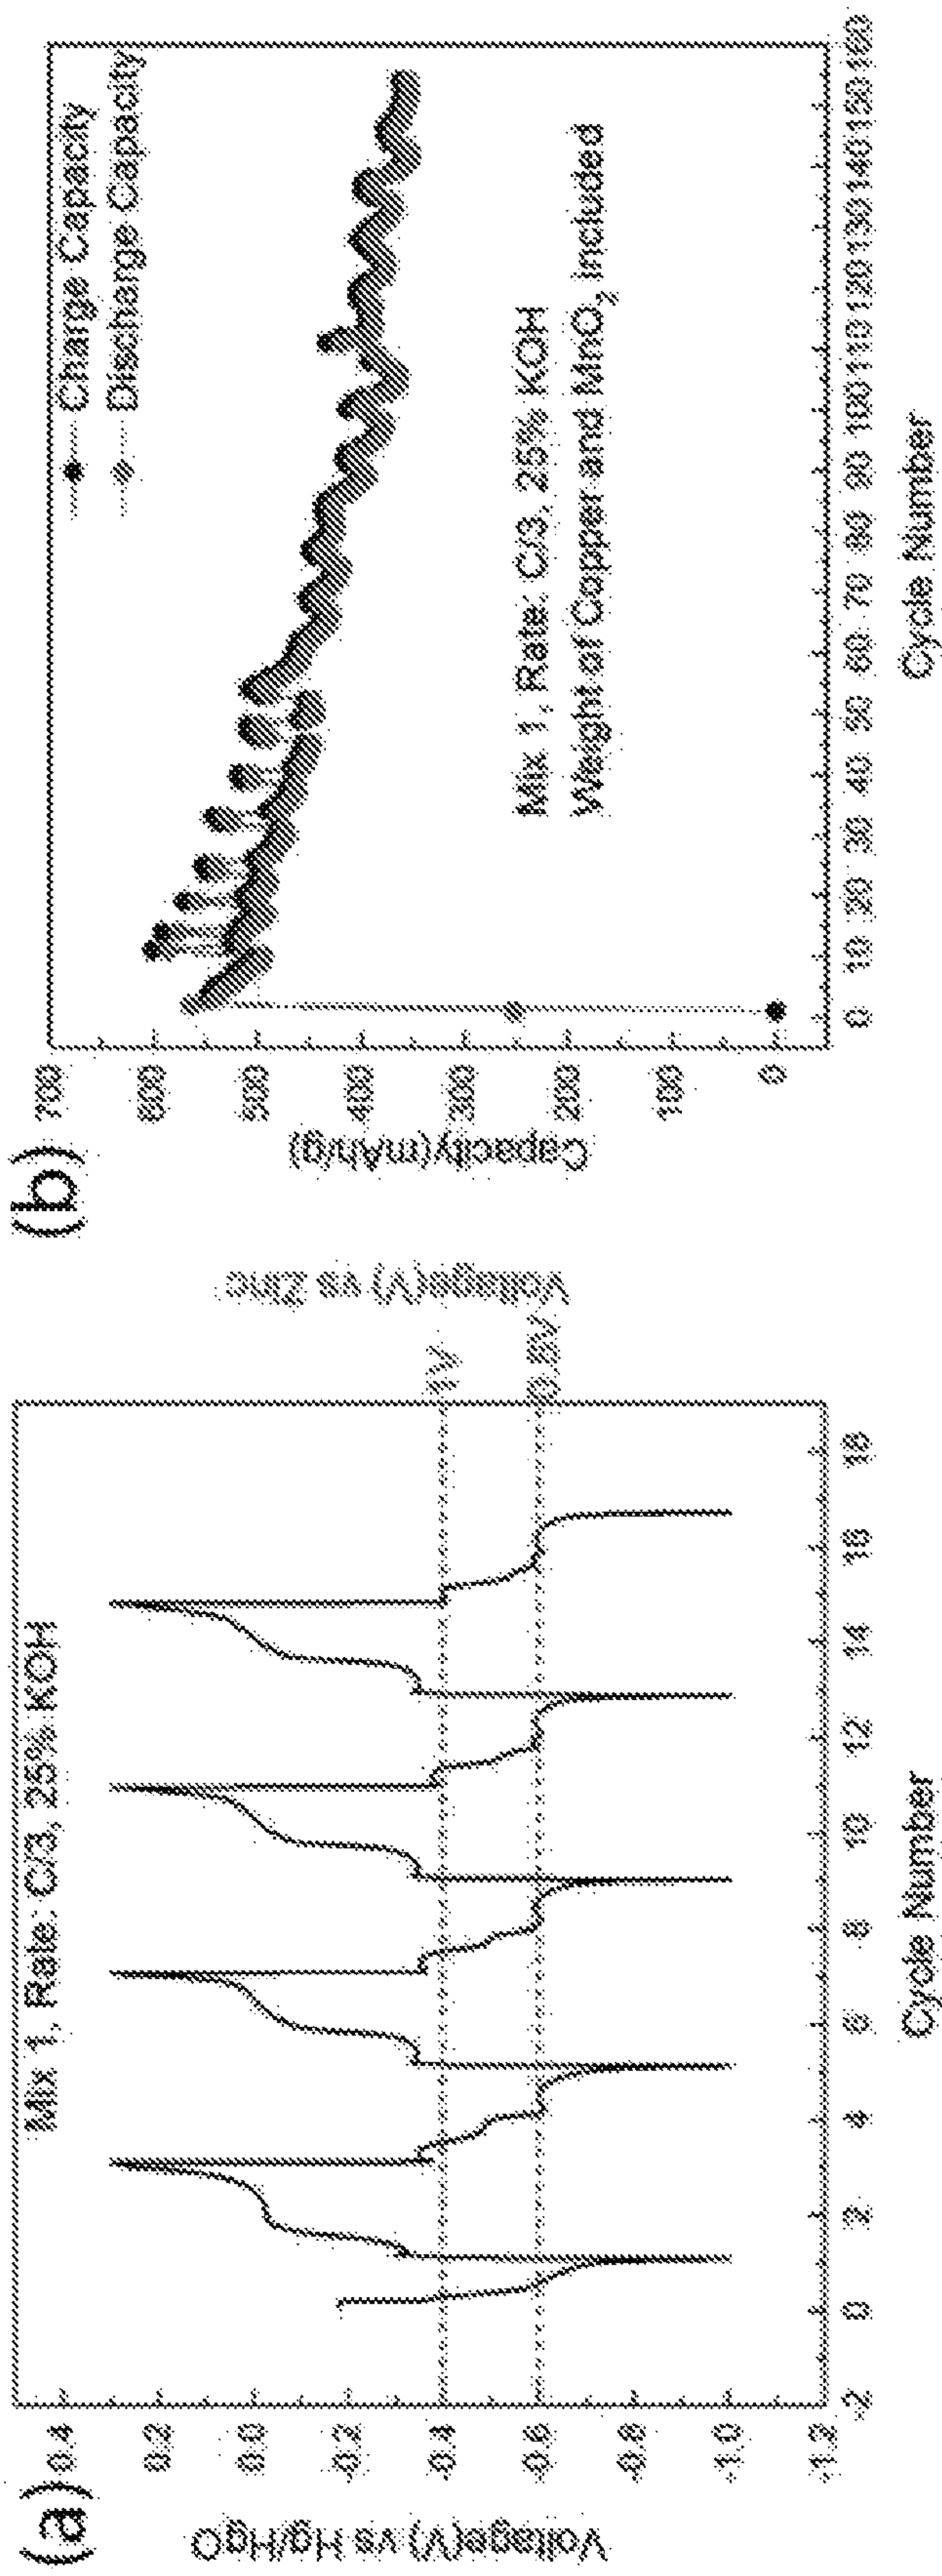 (a)
Mix 1, Rate: C/3, 25% KOH
Voltage(V) vs Hg/HgO
0.4
0.2
0.0
-0.2
-0.4
-0.6
-0.8
-1.0
-1.2
-2 0 2 4 6 8 10 12 14 16 18
Cycle Number
1V
0.8V
Voltage(V) vs Zinc
(b)
Charge Capacity
Discharge Capacity
Capacity(mAh/g)
700
600
500
400
300
200
100
0
Mix 1, Rate: C/3, 25% KOH
Weight of Copper and MnO₂ included
0 10 20 30 40 50 60 70 80 90 100 110 120 130 140 150 160
Cycle Number